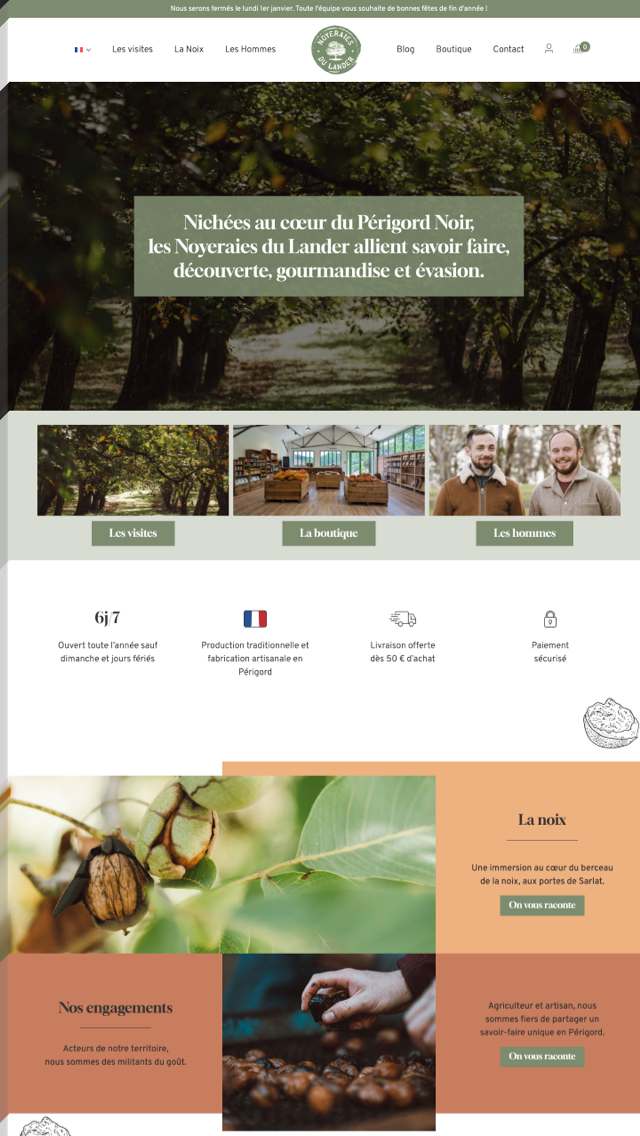 Nous serons fermés le lundi 1er janvier. Toute l'équipe vous souhaite de bonnes fêtes de fin d'année !
Les visites
La Noix
Les Hommes
NOYERAIES
DU LANDER
Blog
Boutique
Contact
0
Nichées au cœur du Périgord Noir,
les Noyeraies du Lander allient savoir faire,
découverte, gourmandise et évasion.
Les visites
La boutique
Les hommes
6j/7
Ouvert toute l'année sauf
dimanche et jours fériés
Production traditionnelle et
fabrication artisanale en
Périgord
Livraison offerte
dès 50 € d'achat
Paiement
sécurisé
La noix
Une immersion au cœur du berceau
de la noix, aux portes de Sarlat.
On vous raconte
Nos engagements
Acteurs de notre territoire,
nous sommes des militants du goût.
Agriculteur et artisan, nous
sommes fiers de partager un
savoir-faire unique en Périgord.
On vous raconte